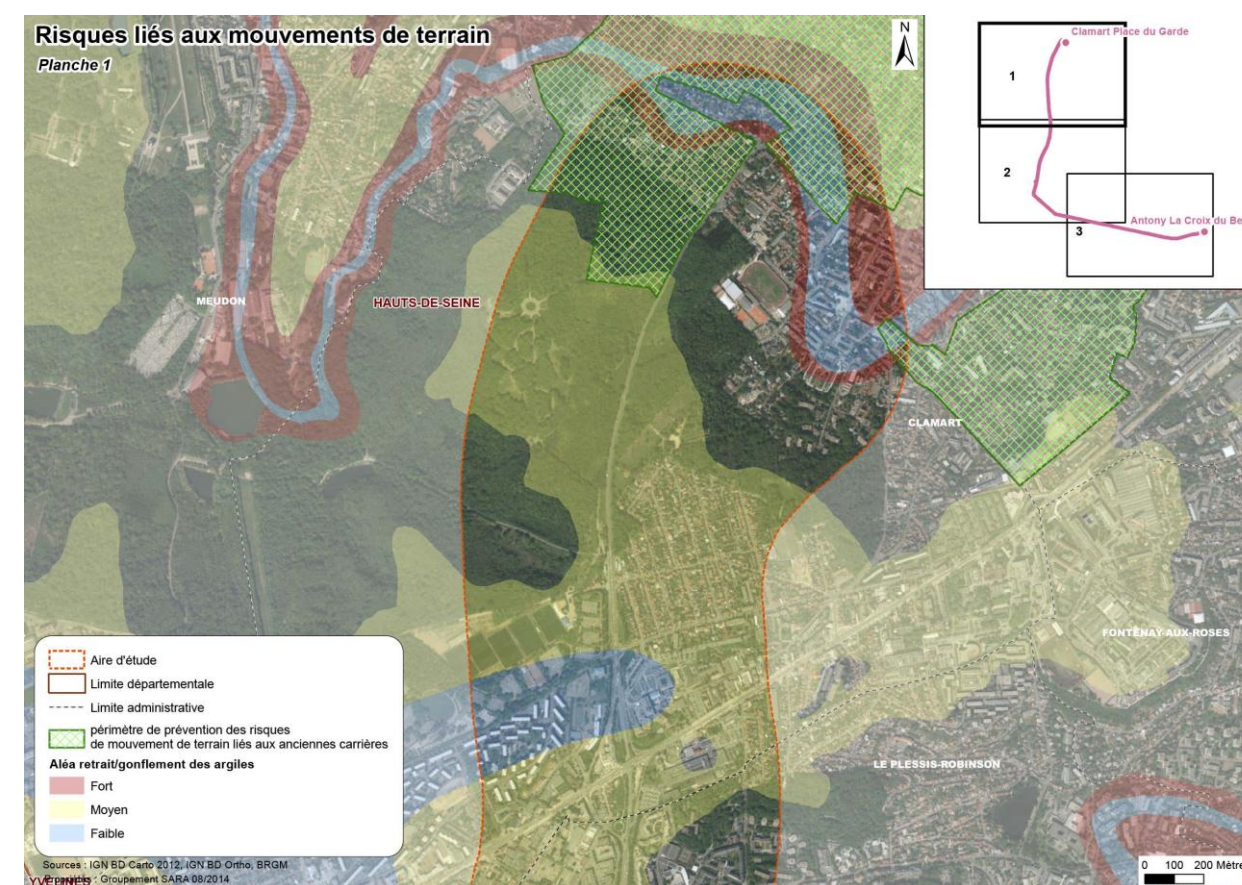 Risques liés aux mouvements de terrain
Planche 1
N
Clamart Place du Garde
1
2
Antony La Croix du Be
3
MEUDON
HAUTS-DE-SEINE
CLAMART
FONTENAY-AUX-ROSES
LE PLESSIS-ROBINSON
Aire d'étude
Limite départementale
Limite administrative
périmètre de prévention des risques
de mouvement de terrain liés aux anciennes carrières
Aléa retrait/gonflement des argiles
Fort
Moyen
Faible
Sources : IGN BD Carto 2012, IGN BD Ortho, BRGM
: Groupement SARA 08/2014
YVELINES
0 100 200 Mètre